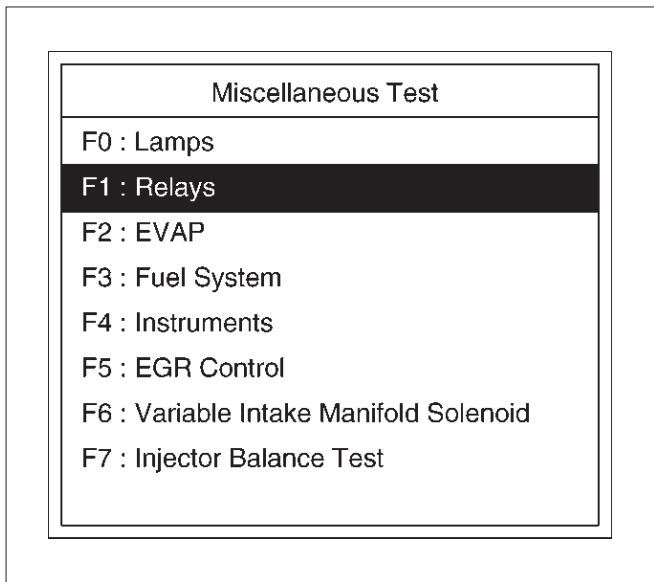 Miscellaneous Test
F0 : Lamps
F1 : Relays
F2 : EVAP
F3 : Fuel System
F4 : Instruments
F5 : EGR Control
F6 : Variable Intake Manifold Solenoid
F7 : Injector Balance Test